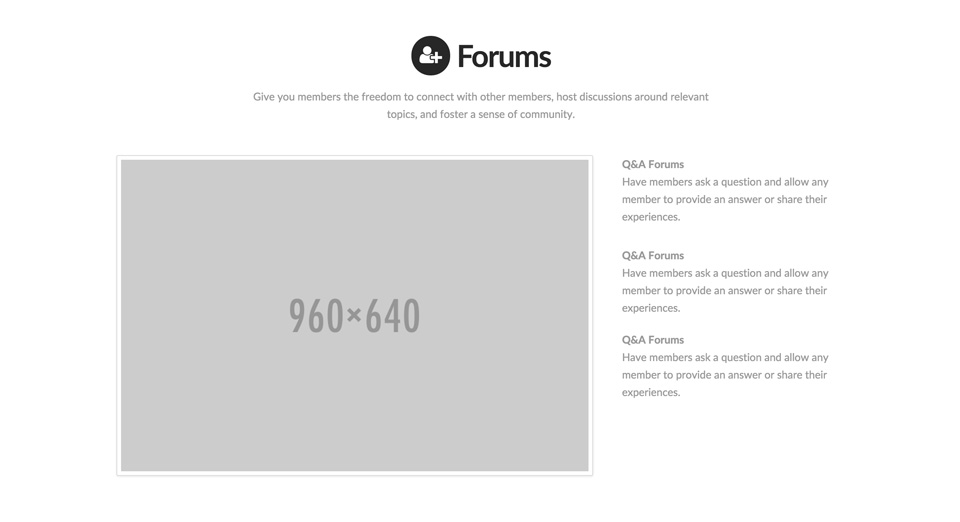 Forums
Give you members the freedom to connect with other members, host discussions around relevant
topics, and foster a sense of community.
960×640
Q&A Forums
Have members ask a question and allow any
member to provide an answer or share their
experiences.
Q&A Forums
Have members ask a question and allow any
member to provide an answer or share their
experiences.
Q&A Forums
Have members ask a question and allow any
member to provide an answer or share their
experiences.